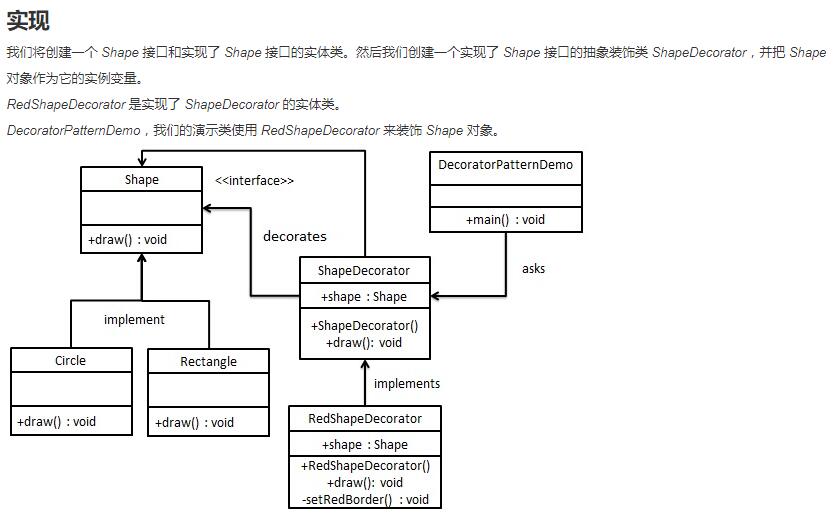 实现
我们将创建一个 Shape 接口和实现了 Shape 接口的实体类。然后我们创建一个实现了 Shape 接口的抽象装饰类 ShapeDecorator，并把 Shape
对象作为它的实例变量。
RedShapeDecorator 是实现了 ShapeDecorator 的实体类。
DecoratorPatternDemo，我们的演示类使用 RedShapeDecorator 来装饰 Shape 对象。
Shape
<<interface>>
+draw() : void
DecoratorPatternDemo
+main() : void
decorates
asks
ShapeDecorator
+shape : Shape
+ShapeDecorator()
+draw(): void
implement
Circle
+draw() : void
Rectangle
+draw() : void
implements
RedShapeDecorator
+shape : Shape
+RedShapeDecorator()
+draw(): void
-setRedBorder() : void